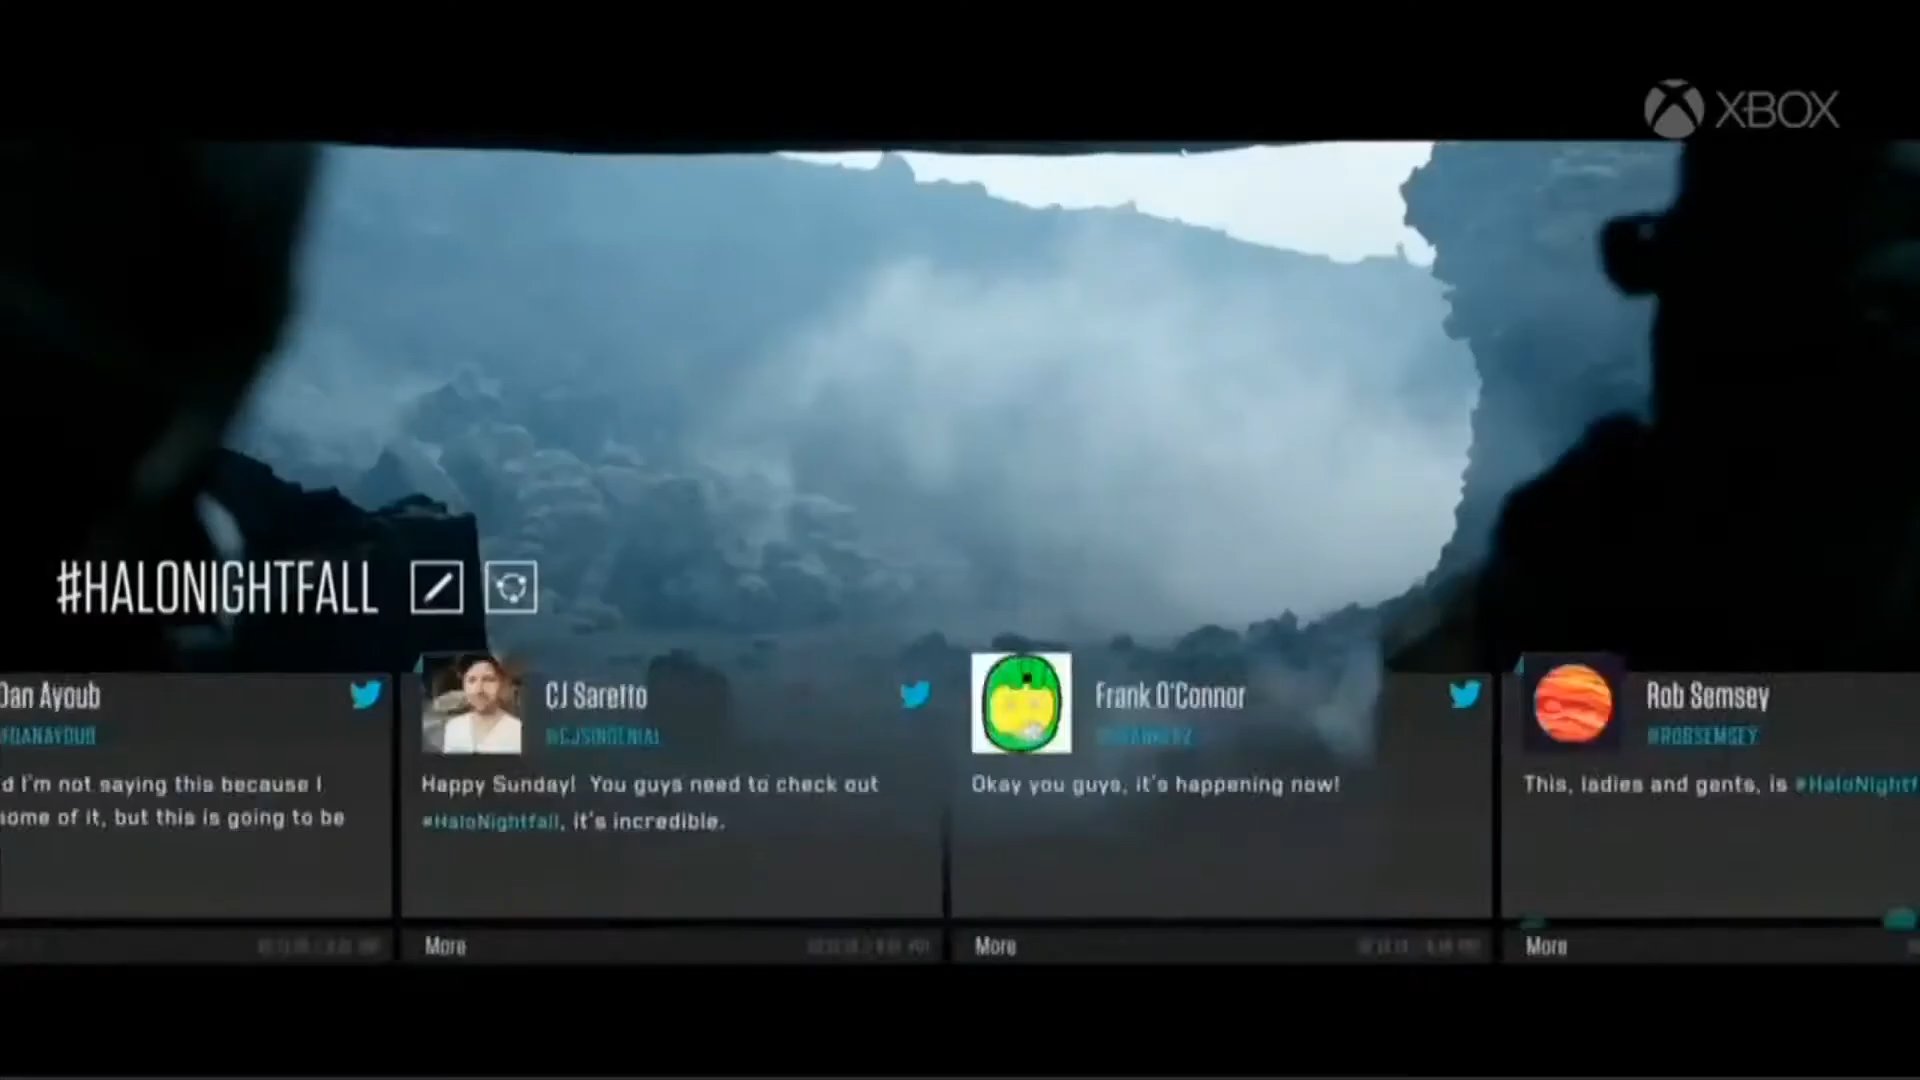 XBOX
#HALONIGHTFALL
Dan Ayoub
#DANAYOUB
d I'm not saying this because I
some of it, but this is going to be
CJ Saretto
Happy Sunday! You guys need to check out
#HaloNightfall, it's incredible.
More
Frank O'Connor
Okay you guys, it's happening now!
More
Rob Semsey
#ROBSEMSEY
This, ladies and gents, is #HaloNightf
More